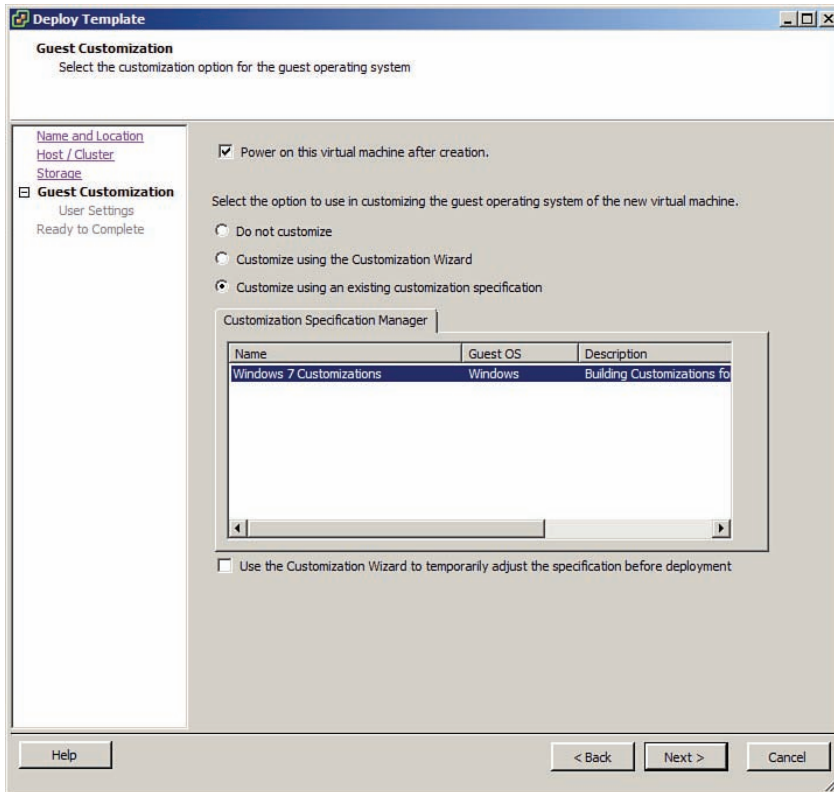 Deploy Template
Guest Customization
Select the customization option for the guest operating system
Name and Location
Host / Cluster
Storage
Guest Customization
User Settings
Ready to Complete
Power on this virtual machine after creation.
Select the option to use in customizing the guest operating system of the new virtual machine.
Do not customize
Customize using the Customization Wizard
Customize using an existing customization specification
Customization Specification Manager
Name Guest OS Description
Windows 7 Customizations Windows Building Customizations fo
Use the Customization Wizard to temporarily adjust the specification before deployment
Help < Back Next > Cancel